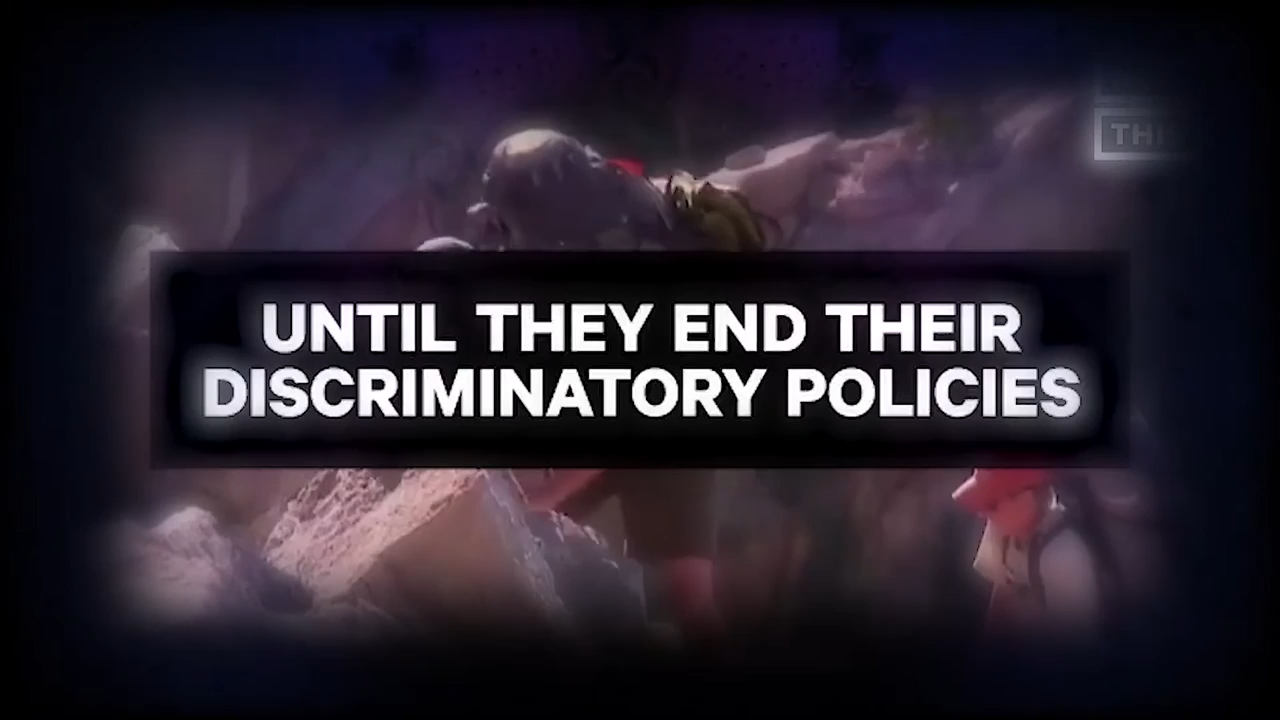 UNTIL THEY END THEIR
DISCRIMINATORY POLICIES